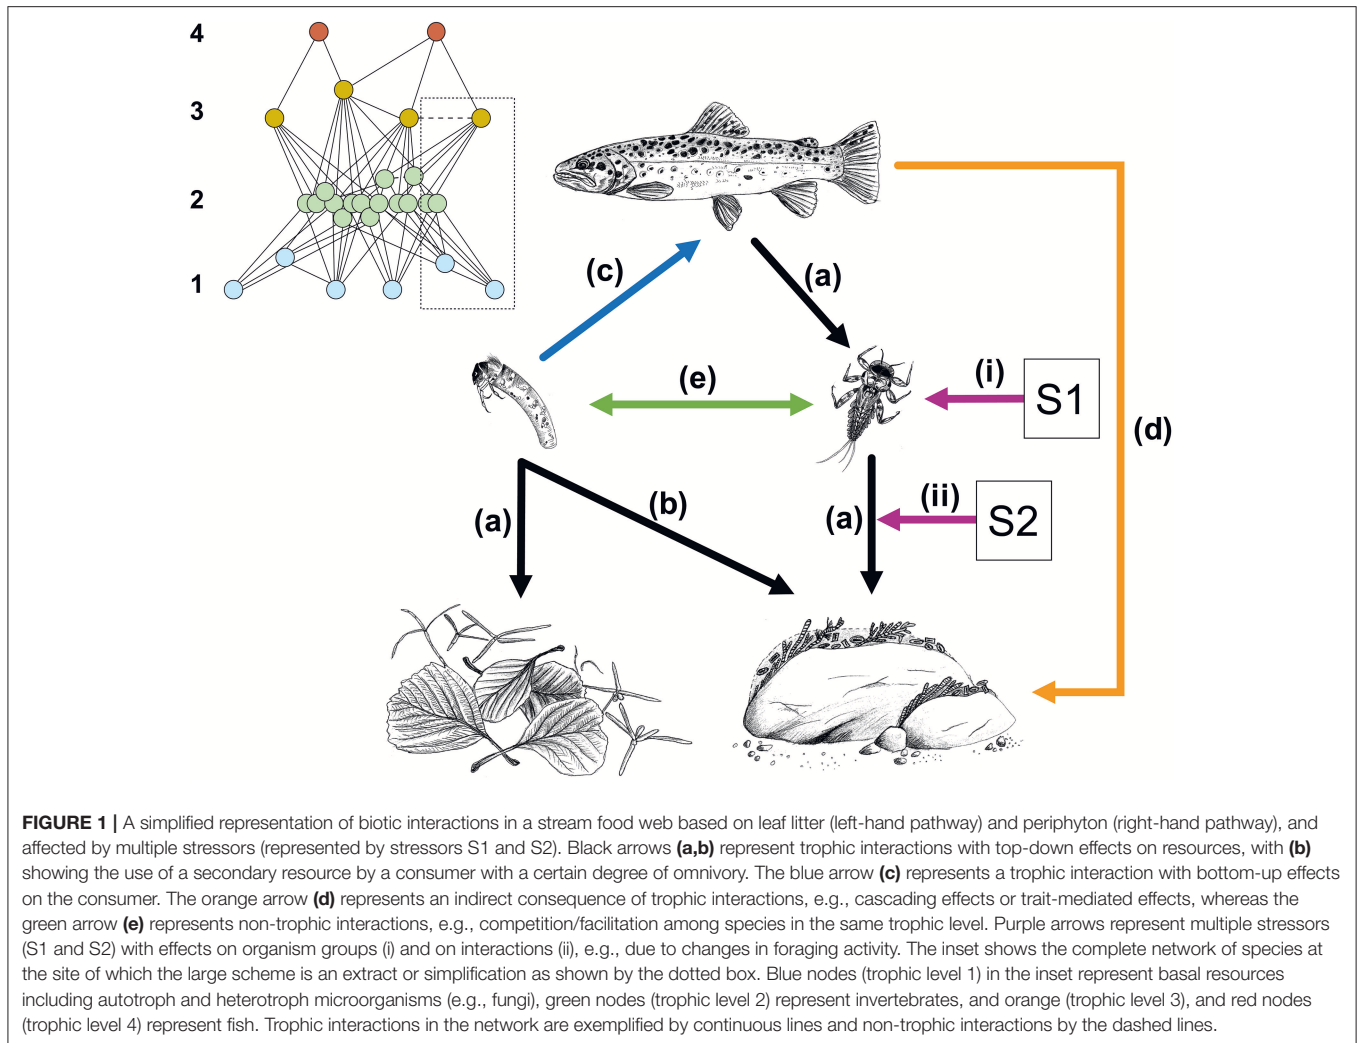 4
3
2
1
(c)
(a)
(e)
(i)
S1
(d)
(a)
(b)
(a)
(ii)
S2
FIGURE 1 | A simplified representation of biotic interactions in a stream food web based on leaf litter (left-hand pathway) and periphyton (right-hand pathway), and
affected by multiple stressors (represented by stressors S1 and S2). Black arrows (a,b) represent trophic interactions with top-down effects on resources, with (b)
showing the use of a secondary resource by a consumer with a certain degree of omnivory. The blue arrow (c) represents a trophic interaction with bottom-up effects
on the consumer. The orange arrow (d) represents an indirect consequence of trophic interactions, e.g., cascading effects or trait-mediated effects, whereas the
green arrow (e) represents non-trophic interactions, e.g., competition/facilitation among species in the same trophic level. Purple arrows represent multiple stressors
(S1 and S2) with effects on organism groups (i) and on interactions (ii), e.g., due to changes in foraging activity. The inset shows the complete network of species at
the site of which the large scheme is an extract or simplification as shown by the dotted box. Blue nodes (trophic level 1) in the inset represent basal resources
including autotroph and heterotroph microorganisms (e.g., fungi), green nodes (trophic level 2) represent invertebrates, and orange (trophic level 3), and red nodes
(trophic level 4) represent fish. Trophic interactions in the network are exemplified by continuous lines and non-trophic interactions by the dashed lines.